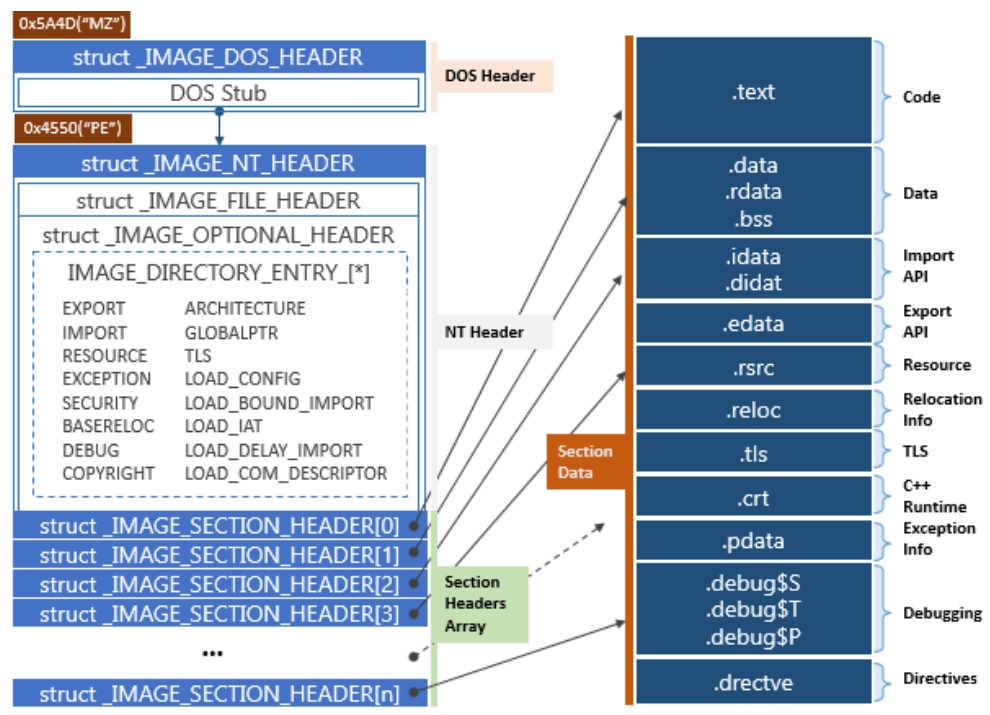 0x5A4D("MZ")
struct _IMAGE_DOS_HEADER
DOS Stub
DOS Header
0x4550("PE")
struct _IMAGE_NT_HEADER
struct _IMAGE_FILE_HEADER
struct _IMAGE_OPTIONAL_HEADER
IMAGE_DIRECTORY_ENTRY_[*]
EXPORT ARCHITECTURE
IMPORT GLOBALPTR
RESOURCE TLS
EXCEPTION LOAD_CONFIG
SECURITY LOAD_BOUND_IMPORT
BASERELOC LOAD_IAT
DEBUG LOAD_DELAY_IMPORT
COPYRIGHT LOAD_COM_DESCRIPTOR
NT Header
struct _IMAGE_SECTION_HEADER[0]
struct _IMAGE_SECTION_HEADER[1]
struct _IMAGE_SECTION_HEADER[2]
struct _IMAGE_SECTION_HEADER[3]
...
struct _IMAGE_SECTION_HEADER[n]
Section
Headers
Array
Section
Data
.text
Code
.data
.rdata
.bss
Data
.idata
.didat
Import
API
.edata
Export
API
.rsrc
Resource
.reloc
Relocation
Info
.tls
TLS
.crt
C++
Runtime
.pdata
Exception
Info
.debug$S
.debug$T
.debug$P
Debugging
.drectve
Directives